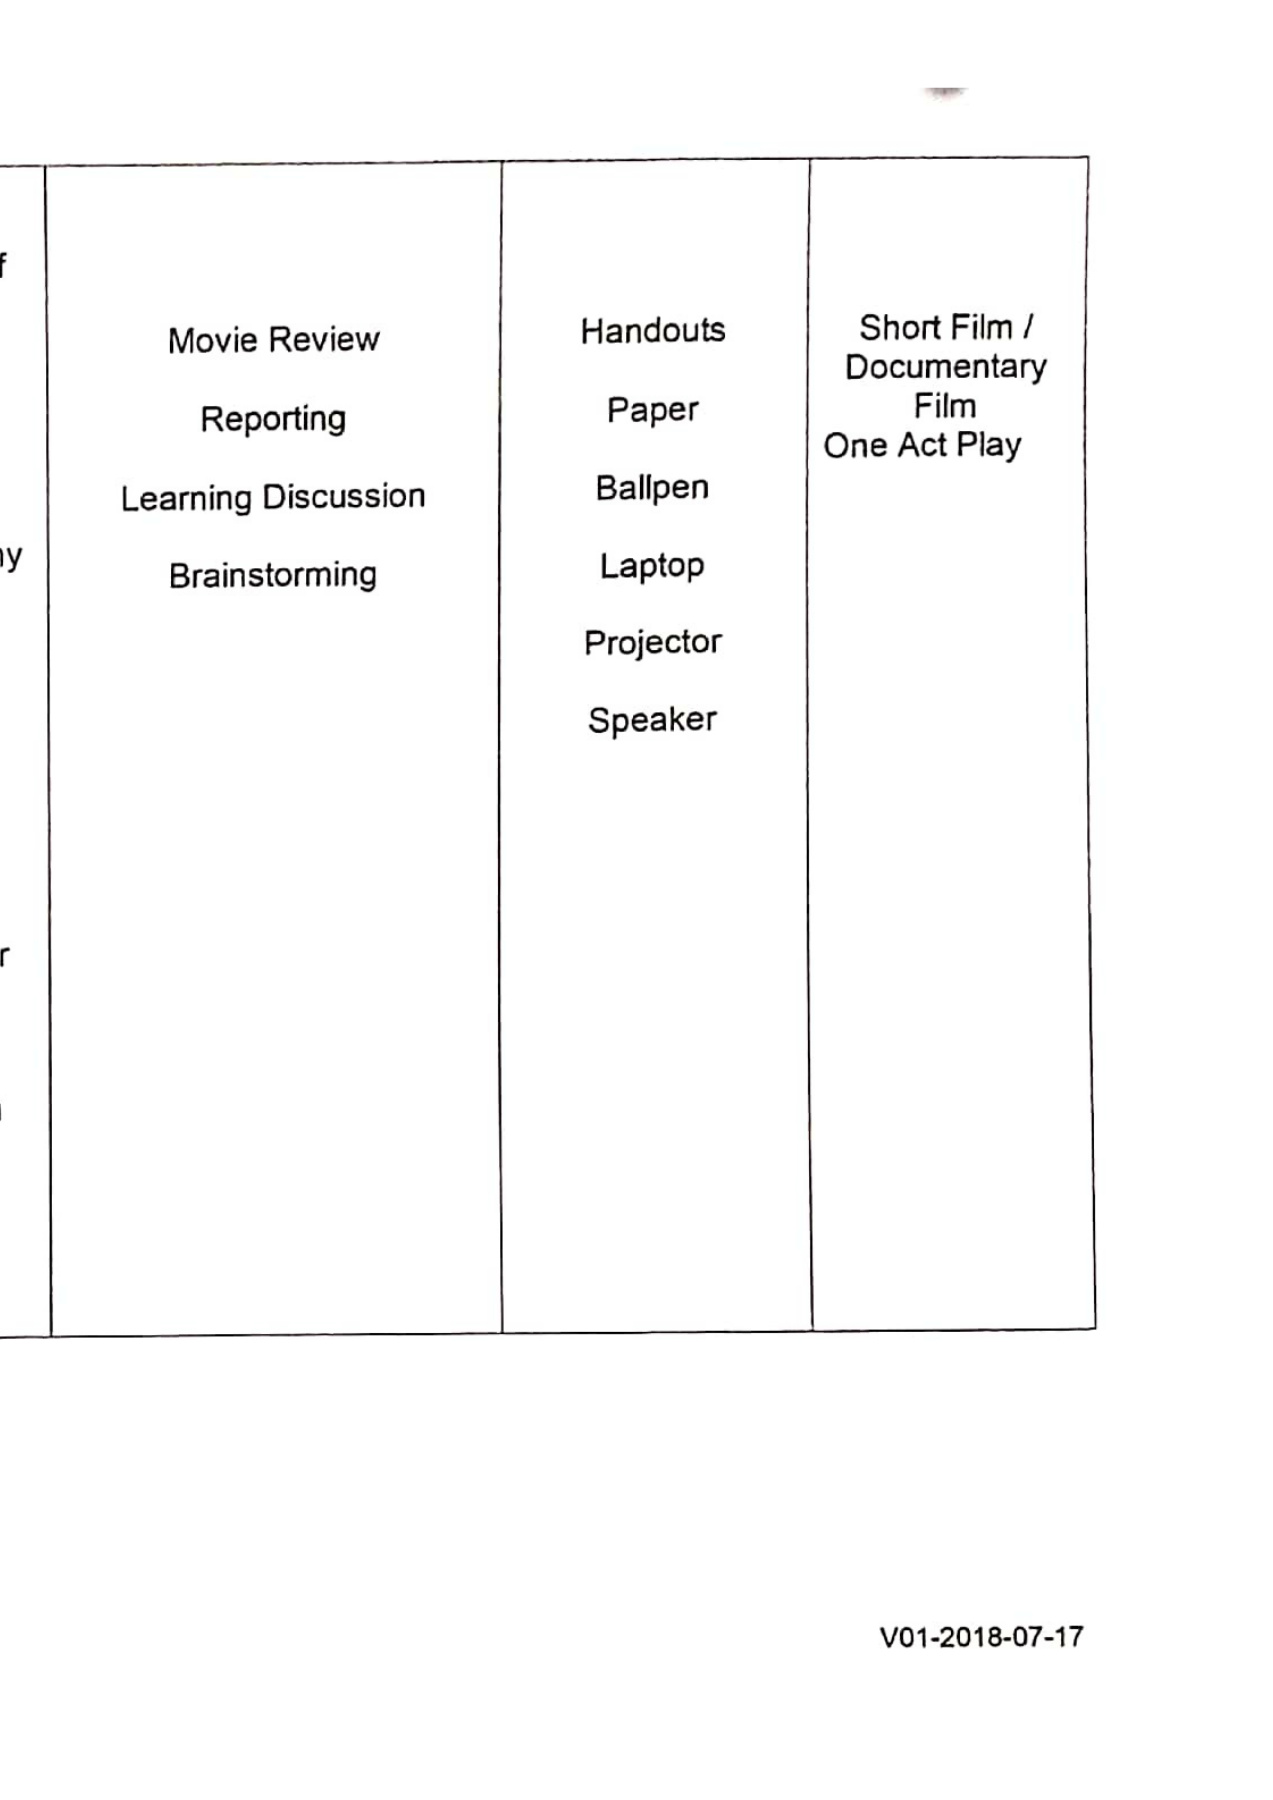 Movie Review
Reporting
Learning Discussion
Brainstorming
Handouts
Paper
Ballpen
Laptop
Projector
Speaker
Short Film /
Documentary
Film
One Act Play
V01-2018-07-17